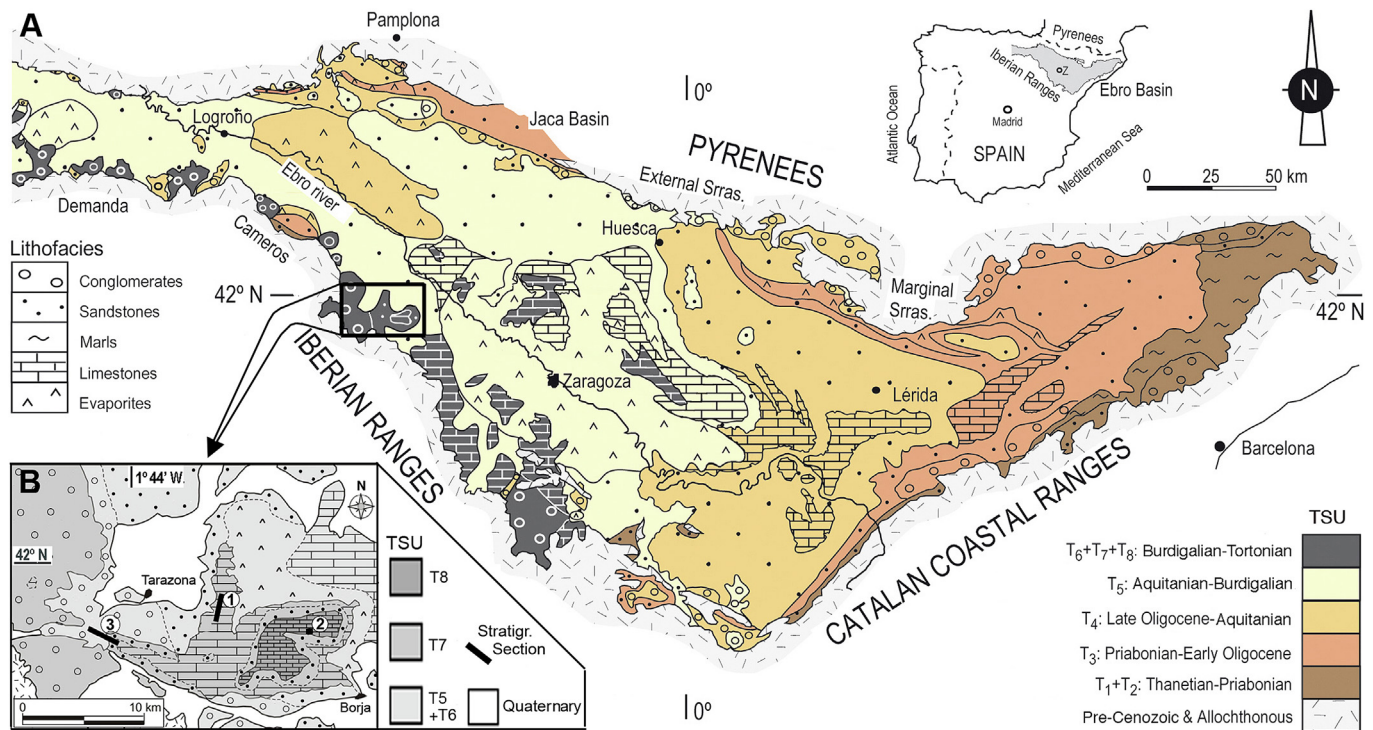 A
Pamplona
Logroño
Ebro river
Demanda
Cameros
Jaca Basin
0º
PYRENEES
External Srras.
Huesca
Marginal
Srras.
42º N
42º N
IBERIAN RANGES
Zaragoza
Lérida
Barcelona
CATALAN COASTAL RANGES
0º
Pyrenees
Iberian Ranges
Z
Ebro Basin
Madrid
SPAIN
Atlantic Ocean
Mediterranean Sea
N
0 25 50 km
Lithofacies
Conglomerates
Sandstones
Marls
Limestones
Evaporites
B
1º 44' W
N
42º N
Tarazona
1
2
3
Borja
0 10 km
TSU
T8
T7
T5
+T6
Stratigr.
Section
Quaternary
TSU
T6+T7+T8: Burdigalian-Tortonian
T5: Aquitanian-Burdigalian
T4: Late Oligocene-Aquitanian
T3: Priabonian-Early Oligocene
T1+T2: Thanetian-Priabonian
Pre-Cenozoic & Allochthonous